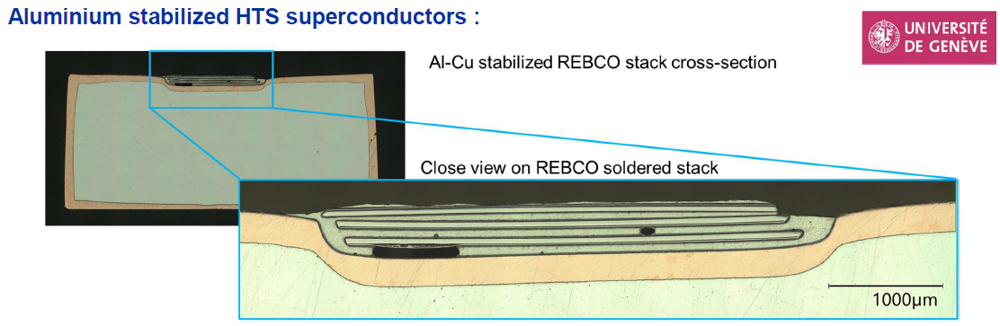 Aluminium stabilized HTS superconductors :
UNIVERSITÉ
DE GENÈVE
Al-Cu stabilized REBCO stack cross-section
Close view on REBCO soldered stack
1000µm